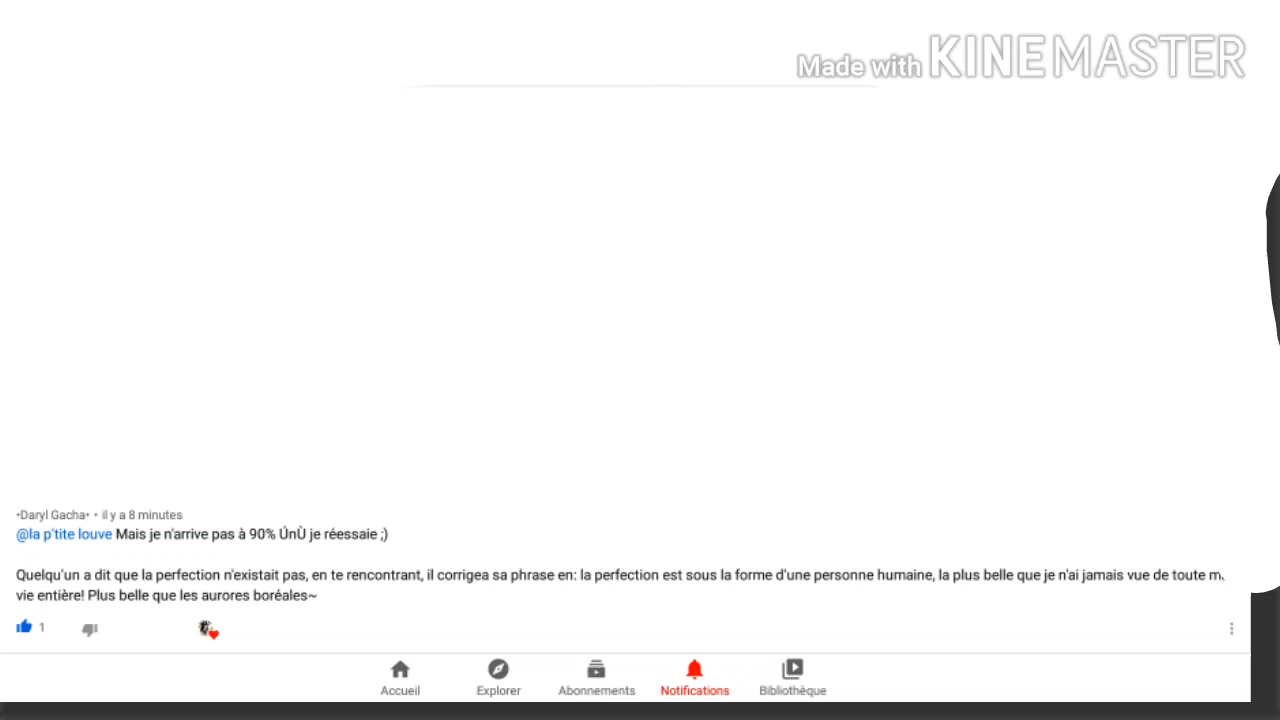 Made with KINEMASTER
•Daryl Gacha• • il y a 8 minutes
@la p'tite louve Mais je n'arrive pas à 90% ÚnÙ je réessaie ;)
Quelqu'un a dit que la perfection n'existait pas, en te rencontrant, il corrigea sa phrase en: la perfection est sous la forme d'une personne humaine, la plus belle que je n'ai jamais vue de toute
vie entière! Plus belle que les aurores boréales~
1
Accueil Explorer Abonnements Notifications Bibliothèque